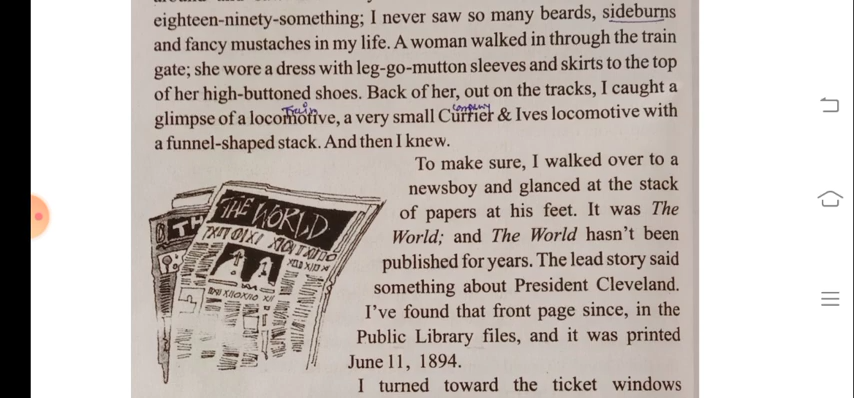 eighteen-ninety-something; I never saw so many beards, sideburns
and fancy mustaches in my life. A woman walked in through the train
gate; she wore a dress with leg-go-mutton sleeves and skirts to the top
of her high-buttoned shoes. Back of her, out on the tracks, I caught a
Train company
glimpse of a locomotive, a very small Currier & Ives locomotive with
a funnel-shaped stack. And then I knew.
To make sure, I walked over to a
newsboy and glanced at the stack
of papers at his feet. It was The
World; and The World hasn't been
published for years. The lead story said
something about President Cleveland.
I've found that front page since, in the
Public Library files, and it was printed
June 11, 1894.
I turned toward the ticket windows
TH
THE WORLD